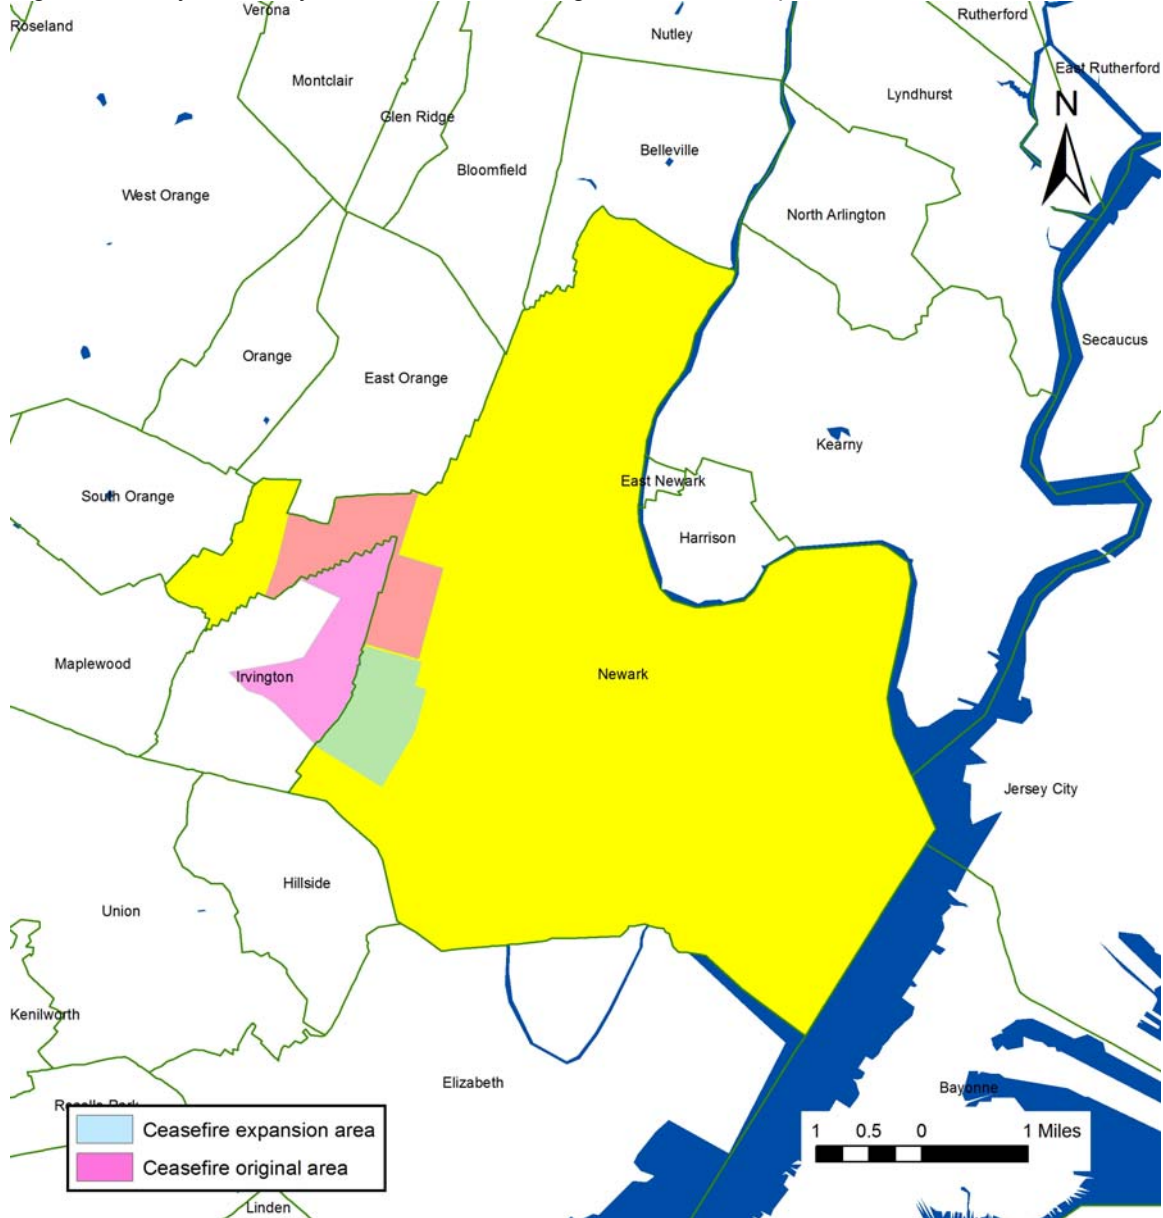 Verona
Roseland
Rutherford
Nutley
East Rutherford
Montclair
Lyndhurst
N
Glen Ridge
Belleville
Bloomfield
West Orange
North Arlington
Secaucus
Orange
East Orange
Kearny
East Newark
South Orange
Harrison
Maplewood
Irvington
Newark
Jersey City
Hillside
Union
Kenilworth
Elizabeth
Bayonne
Roselle Park
Ceasefire expansion area
Ceasefire original area
1 0.5 0 1 Miles
Linden